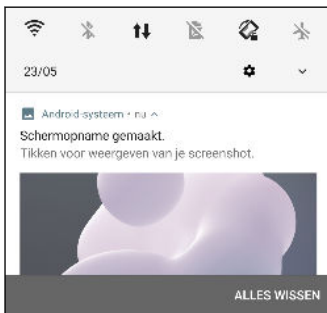 23/05
Android-systeem • nu
Schermopname gemaakt.
Tikken voor weergeven van je screenshot.
ALLES WISSEN